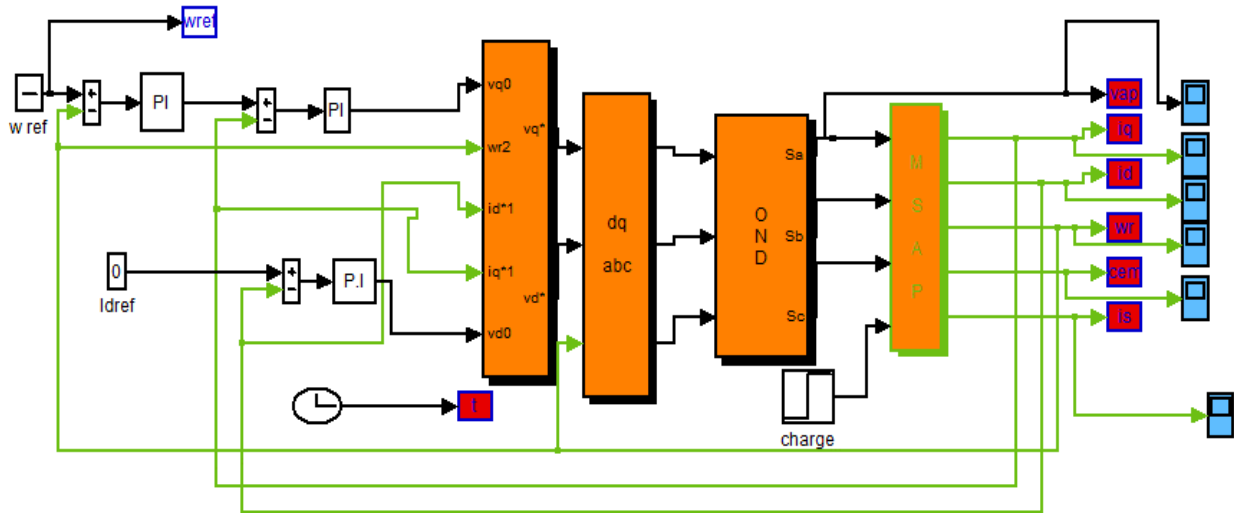 wref
w ref
+
-
PI
+
-
PI
0
Idref
+
-
P.I
t
vq0
wr2
id*1
iq*1
vd0
vq*
vd*
dq
abc
O
N
D
Sa
Sb
Sc
charge
M
S
A
P
vap
iq
id
wr
cem
is